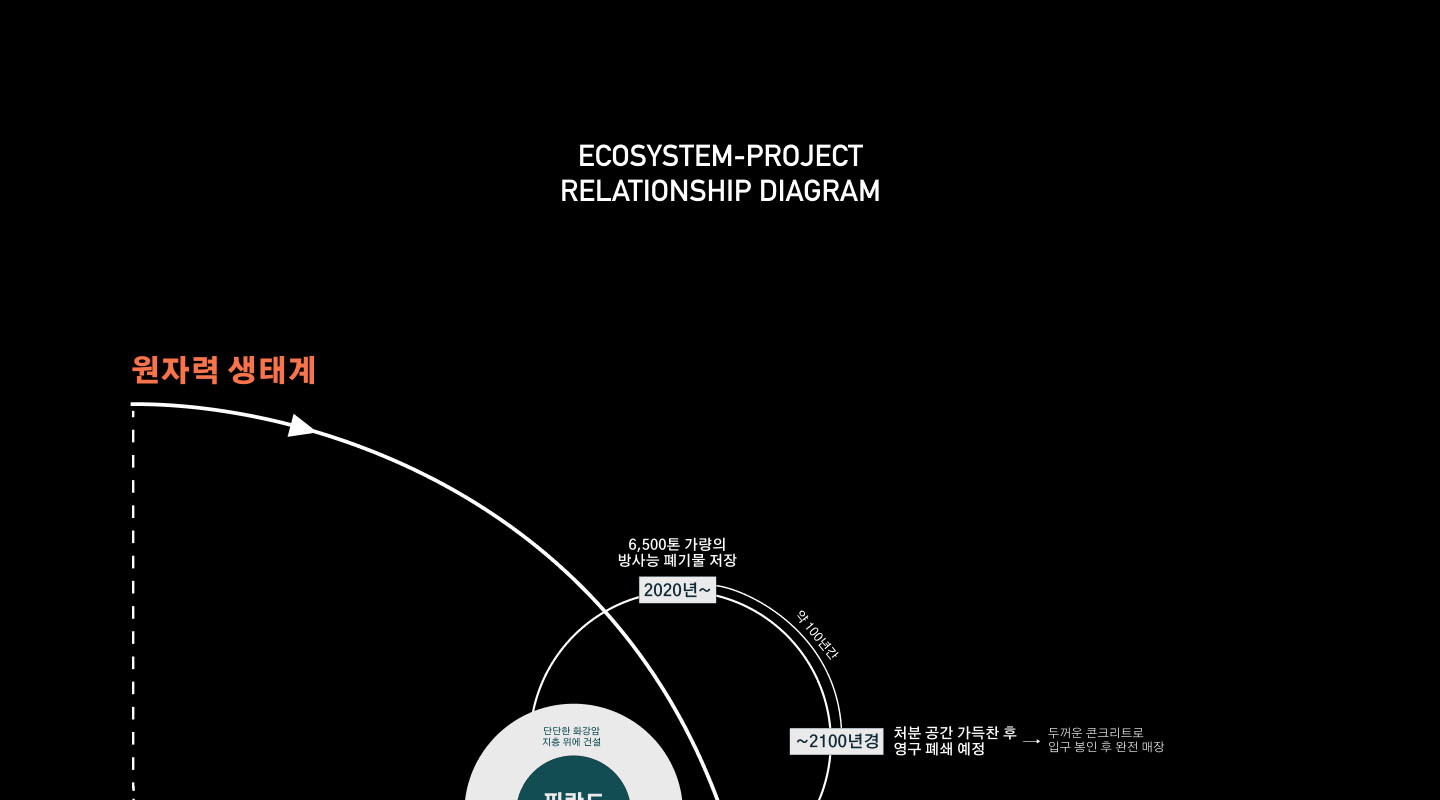 ECOSYSTEM-PROJECT
RELATIONSHIP DIAGRAM
원자력 생태계
6,500톤 가량의
방사능 폐기물 저장
2020년~
약 100년간
단단한 화강암
지층 위에 건설
~2100년경
처분 공간 가득찬 후
영구 폐쇄 예정
두꺼운 콘크리트로
입구 봉인 후 완전 매장